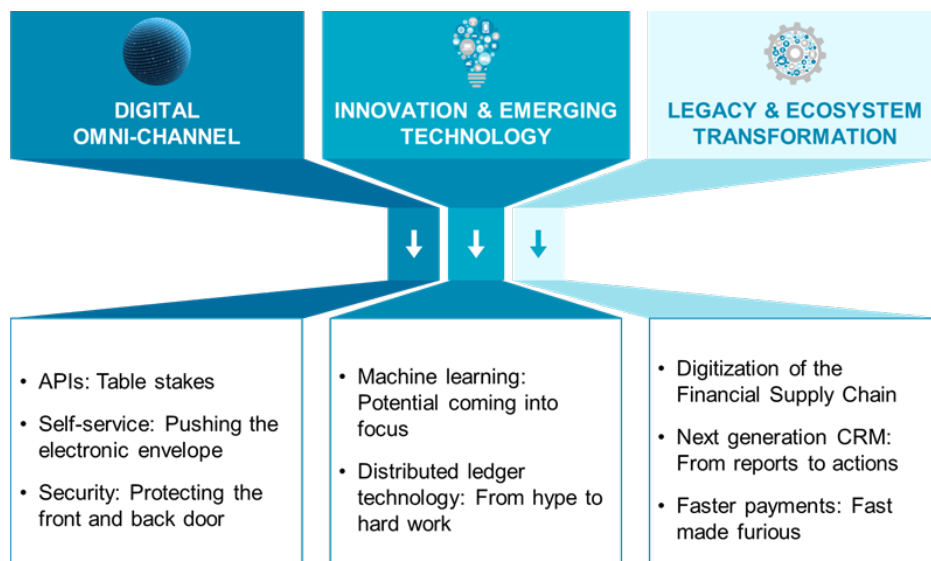 DIGITAL
OMNI-CHANNEL
INNOVATION & EMERGING
TECHNOLOGY
LEGACY & ECOSYSTEM
TRANSFORMATION
• APIs: Table stakes
• Self-service: Pushing the
electronic envelope
• Security: Protecting the
front and back door
• Machine learning:
Potential coming into
focus
• Distributed ledger
technology: From hype to
hard work
• Digitization of the
Financial Supply Chain
• Next generation CRM:
From reports to actions
• Faster payments: Fast
made furious